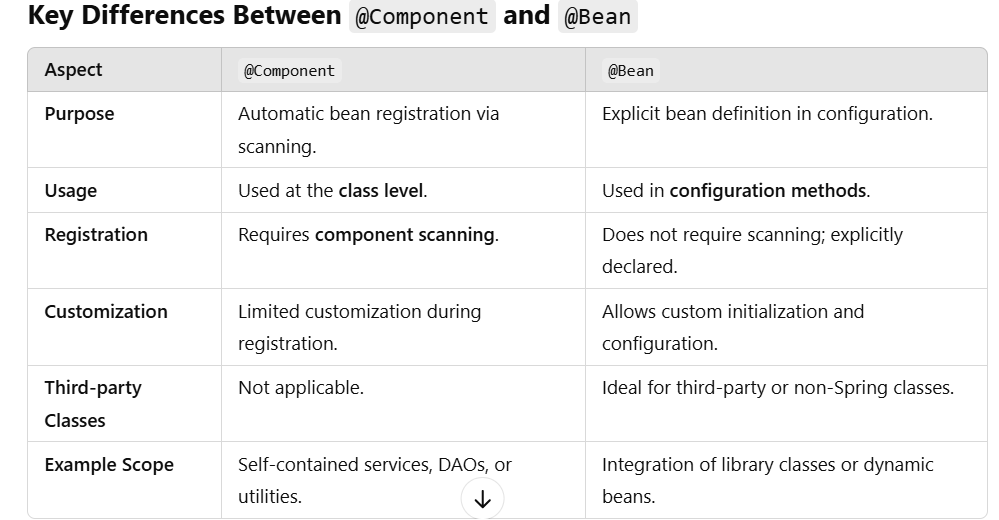 Key Differences Between @Component and @Bean
Aspect @Component @Bean
Purpose Automatic bean registration via scanning. Explicit bean definition in configuration.
Usage Used at the class level. Used in configuration methods.
Registration Requires component scanning. Does not require scanning; explicitly declared.
Customization Limited customization during registration. Allows custom initialization and configuration.
Third-party Classes Not applicable. Ideal for third-party or non-Spring classes.
Example Scope Self-contained services, DAOs, or utilities. Integration of library classes or dynamic beans.